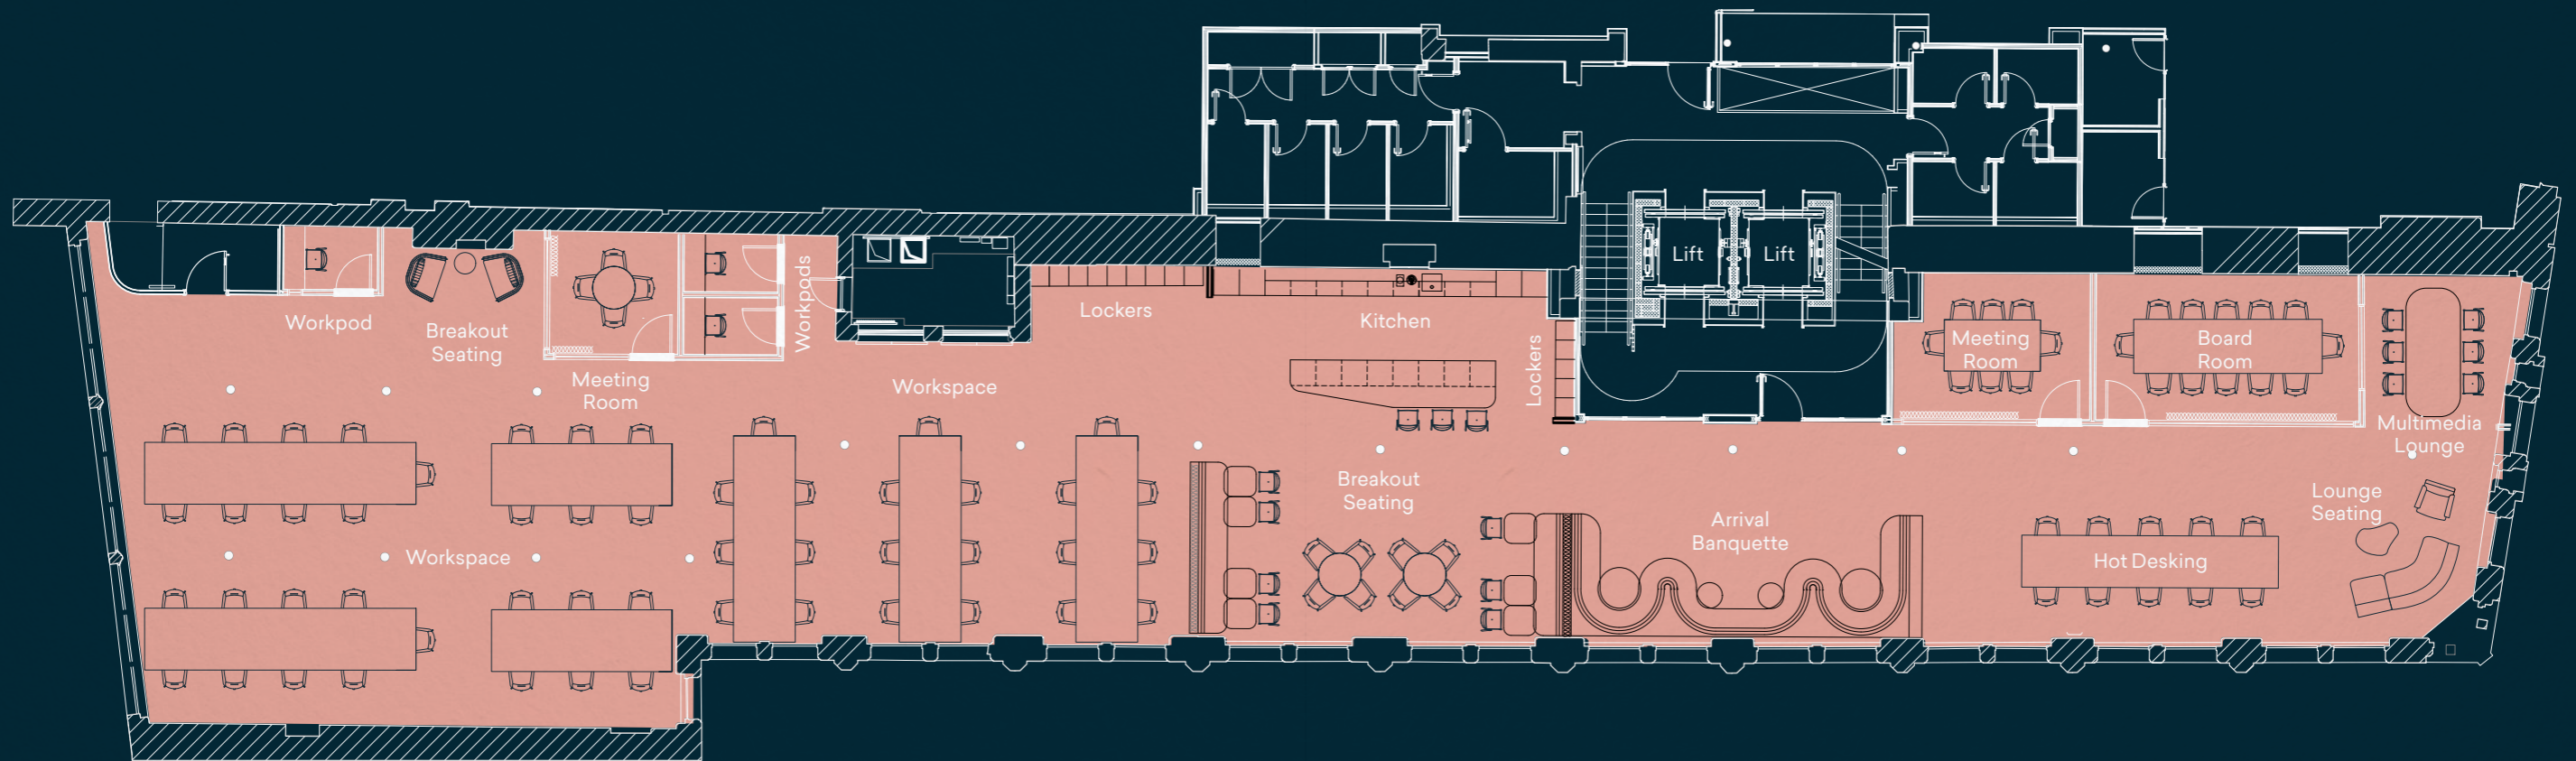 Lift
Lift
Workpod
Breakout
Seating
Meeting
Room
Workpods
Lockers
Kitchen
Lockers
Workspace
Meeting
Room
Board
Room
Multimedia
Lounge
Breakout
Seating
Arrival
Banquette
Lounge
Seating
Hot Desking
Workspace